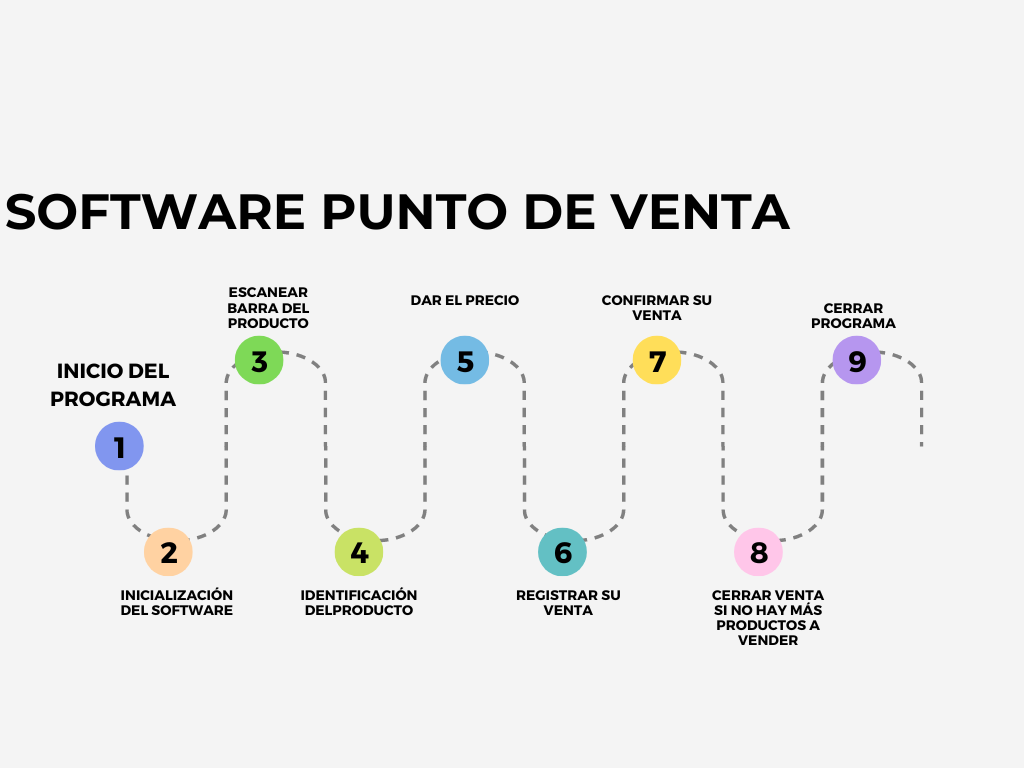 SOFTWARE PUNTO DE VENTA
INICIO DEL
PROGRAMA
1
2
INICIALIZACIÓN
DEL SOFTWARE
ESCANEAR
BARRA DEL
PRODUCTO
3
4
IDENTIFICACIÓN
DELPRODUCTO
DAR EL PRECIO
5
6
REGISTRAR SU
VENTA
CONFIRMAR SU
VENTA
7
8
CERRAR VENTA
SI NO HAY MÁS
PRODUCTOS A
VENDER
CERRAR
PROGRAMA
9